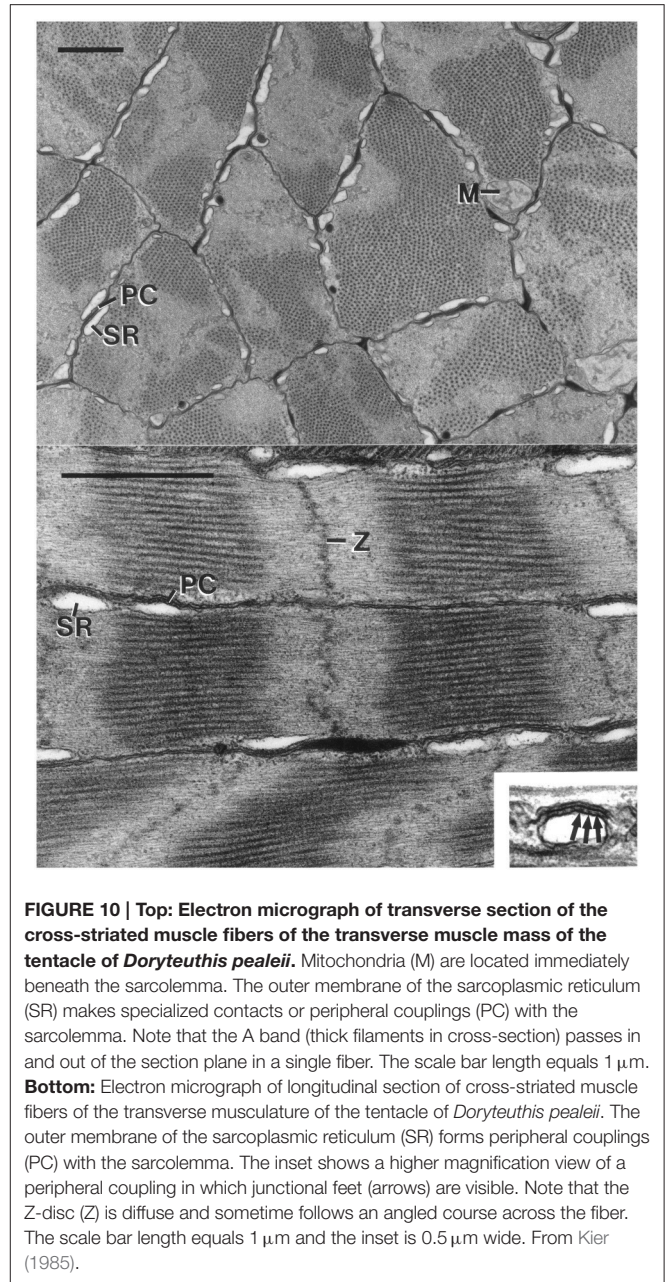 M
PC
SR
Z
PC
SR
FIGURE 10 | Top: Electron micrograph of transverse section of the
cross-striated muscle fibers of the transverse muscle mass of the
tentacle of Doryteuthis pealeii. Mitochondria (M) are located immediately
beneath the sarcolemma. The outer membrane of the sarcoplasmic reticulum
(SR) makes specialized contacts or peripheral couplings (PC) with the
sarcolemma. Note that the A band (thick filaments in cross-section) passes in
and out of the section plane in a single fiber. The scale bar length equals 1 μm.
Bottom: Electron micrograph of longitudinal section of cross-striated muscle
fibers of the transverse musculature of the tentacle of Doryteuthis pealeii. The
outer membrane of the sarcoplasmic reticulum (SR) forms peripheral couplings
(PC) with the sarcolemma. The inset shows a higher magnification view of a
peripheral coupling in which junctional feet (arrows) are visible. Note that the
Z-disc (Z) is diffuse and sometime follows an angled course across the fiber.
The scale bar length equals 1 μm and the inset is 0.5 μm wide. From Kier
(1985).